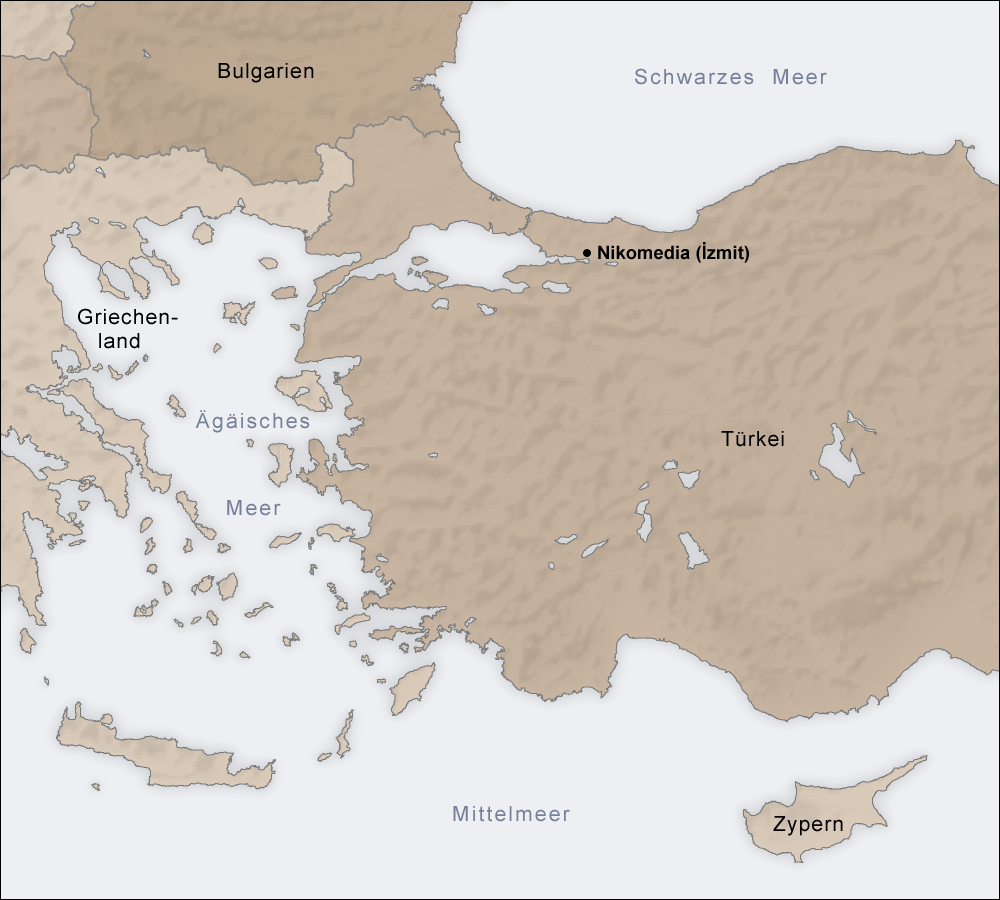 Bulgarien
Schwarzes Meer
Nikomedia (İzmit)
Griechen-
land
Ägäisches
Meer
Türkei
Mittelmeer
Zypern